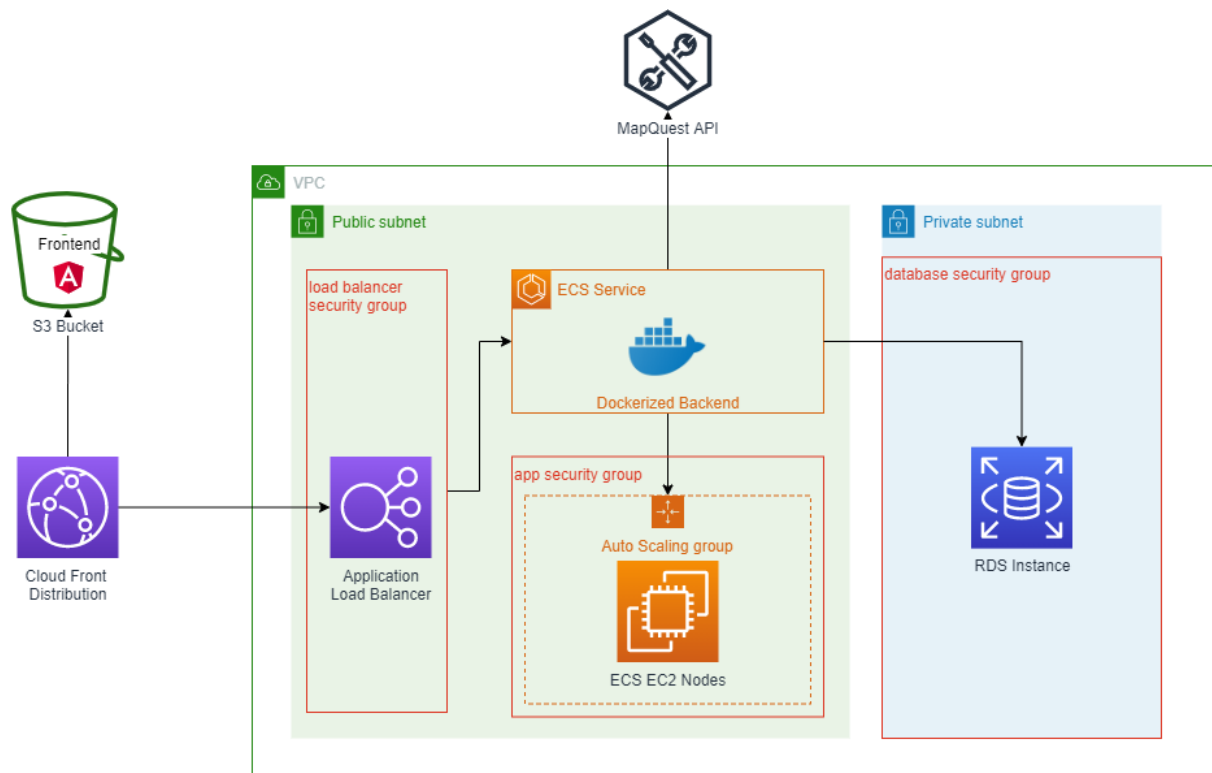 MapQuest API
VPC
Public subnet
Private subnet
Frontend
A
S3 Bucket
load balancer
security group
ECS Service
Dockerized Backend
database security group
app security group
Auto Scaling group
ECS EC2 Nodes
Cloud Front
Distribution
Application
Load Balancer
RDS Instance